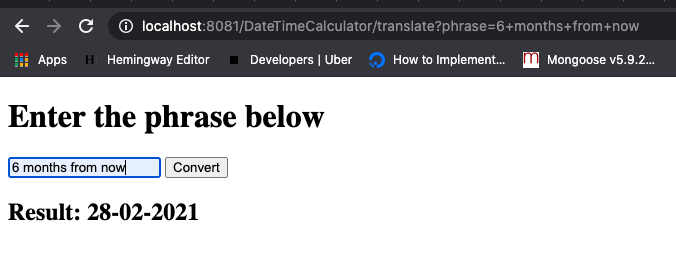 localhost:8081/DateTimeCalculator/translate?phrase=6+months+from+now
Apps H Hemingway Editor Developers | Uber How to Implement... m Mongoose v5.9.2...
Enter the phrase below
6 months from now Convert
Result: 28-02-2021